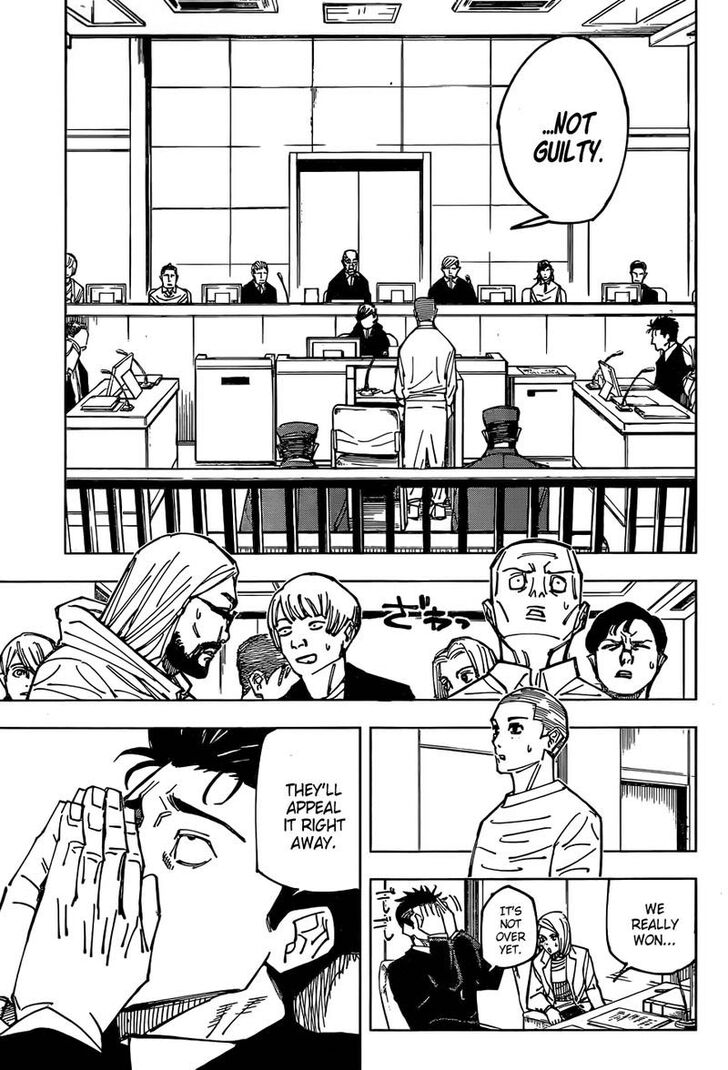 ...NOT
GUILTY.
ざわっ
WE
REALLY
WON...
IT'S
NOT
OVER
YET.
THEY'LL
APPEAL
IT RIGHT
AWAY.